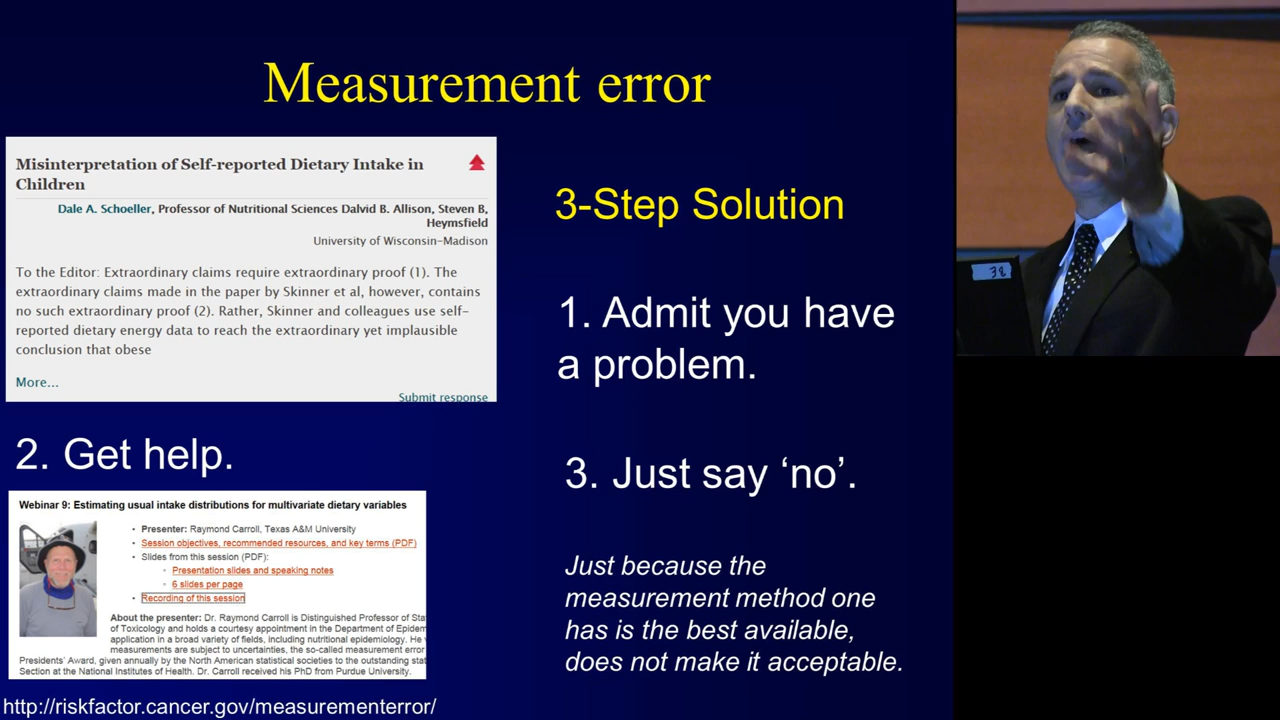 Measurement error
Misinterpretation of Self-reported Dietary Intake in
Children
Dale A. Schoeller, Professor of Nutritional Sciences Dalvid B. Allison, Steven B,
Heymsfield
University of Wisconsin-Madison
To the Editor: Extraordinary claims require extraordinary proof (1). The
extraordinary claims made in the paper by Skinner et al, however, contains
no such extraordinary proof (2). Rather, Skinner and colleagues use self-
reported dietary energy data to reach the extraordinary yet implausible
conclusion that obese
More...
Submit response
3-Step Solution
1. Admit you have
a problem.
2. Get help.
Webinar 9: Estimating usual intake distributions for multivariate dietary variables
• Presenter: Raymond Carroll, Texas A&M University
• Session objectives, recommended resources, and key terms (PDF)
• Slides from this session (PDF):
◦ Presentation slides and speaking notes
◦ 6 slides per page
• Recording of this session
About the presenter: Dr. Raymond Carroll is Distinguished Professor of
of Toxicology and holds a courtesy appointment in the Department of
application in a broad variety of fields, including nutritional epidemiology. He
measurements are subject to uncertainties, the so-called measurement error
Presidents' Award, given annually by the North American statistical societies to the outstanding
Section at the National Institutes of Health. Dr. Carroll received his PhD from Purdue University.
3. Just say ‘no’.
Just because the
measurement method one
has is the best available,
does not make it acceptable.
http://riskfactor.cancer.gov/measurementerror/
38